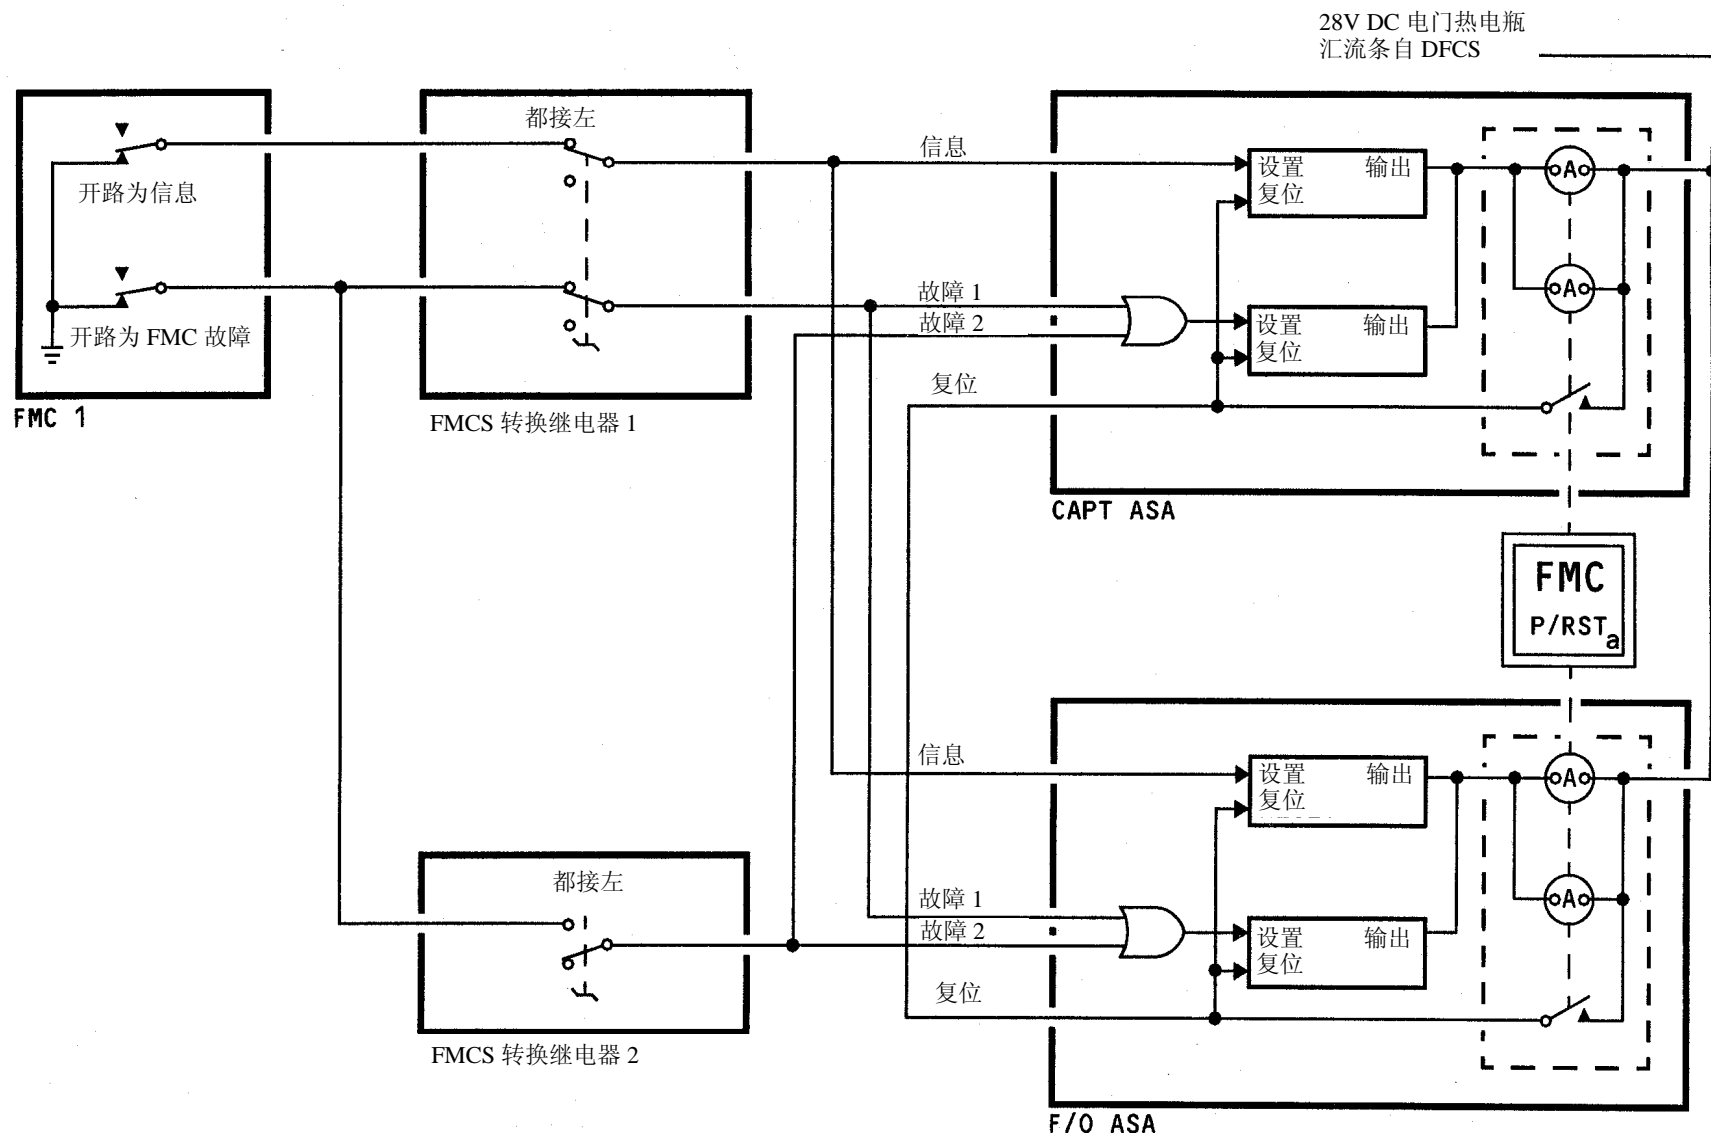 28V DC 电门热电瓶
汇流条自 DFCS
都接左
信息
设置 输出
复位
A
开路为信息
A
故障 1
故障 2
设置 输出
复位
开路为 FMC 故障
复位
FMC 1
FMCS 转换继电器 1
CAPT ASA
FMC
P/RST a
信息
设置 输出
复位
A
都接左
A
故障 1
故障 2
设置 输出
复位
复位
FMCS 转换继电器 2
F/O ASA